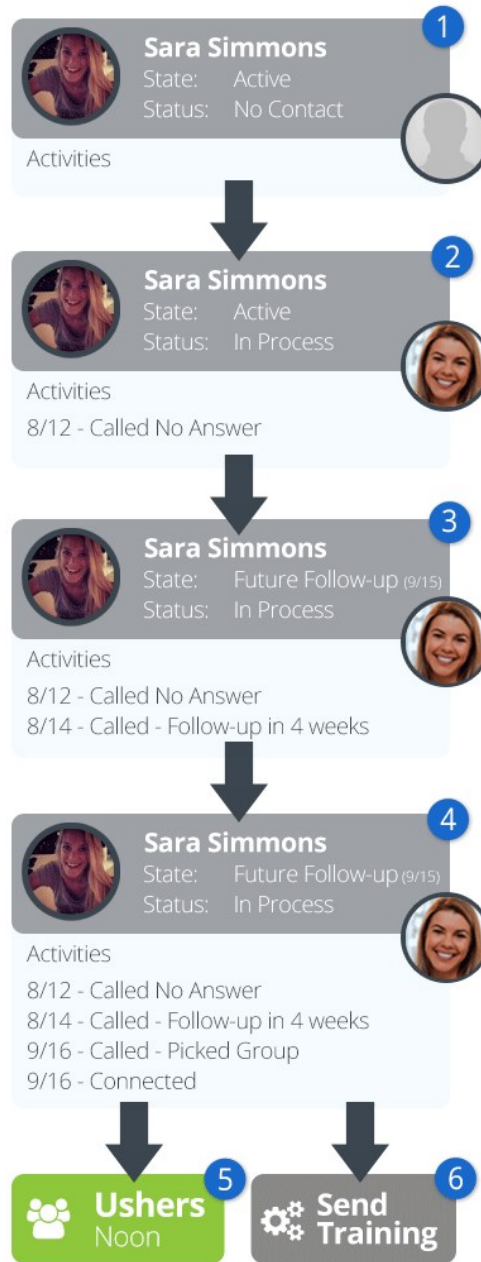 1
Sara Simmons
State: Active
Status: No Contact
Activities
2
Sara Simmons
State: Active
Status: In Process
Activities
8/12 - Called No Answer
3
Sara Simmons
State: Future Follow-up (9/15)
Status: In Process
Activities
8/12 - Called No Answer
8/14 - Called - Follow-up in 4 weeks
4
Sara Simmons
State: Future Follow-up (9/15)
Status: In Process
Activities
8/12 - Called No Answer
8/14 - Called - Follow-up in 4 weeks
9/16 - Called - Picked Group
9/16 - Connected
5
Ushers
Noon
6
Send
Training